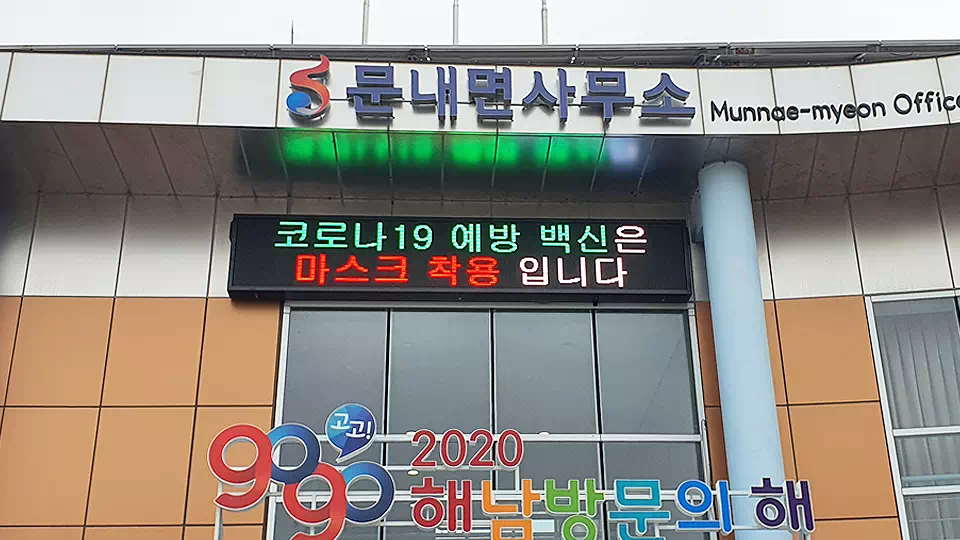 문내면사무소 Munnae-myeon Office
코로나19 예방 백신은
마스크 착용 입니다
고고!
9090 2020
해남방문의 해